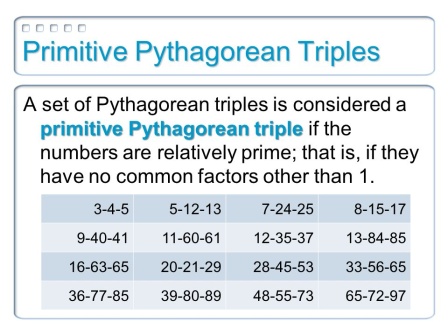 Primitive Pythagorean Triples
A set of Pythagorean triples is considered a
primitive Pythagorean triple if the
numbers are relatively prime; that is, if they
have no common factors other than 1.
3-4-5 5-12-13 7-24-25 8-15-17
9-40-41 11-60-61 12-35-37 13-84-85
16-63-65 20-21-29 28-45-53 33-56-65
36-77-85 39-80-89 48-55-73 65-72-97